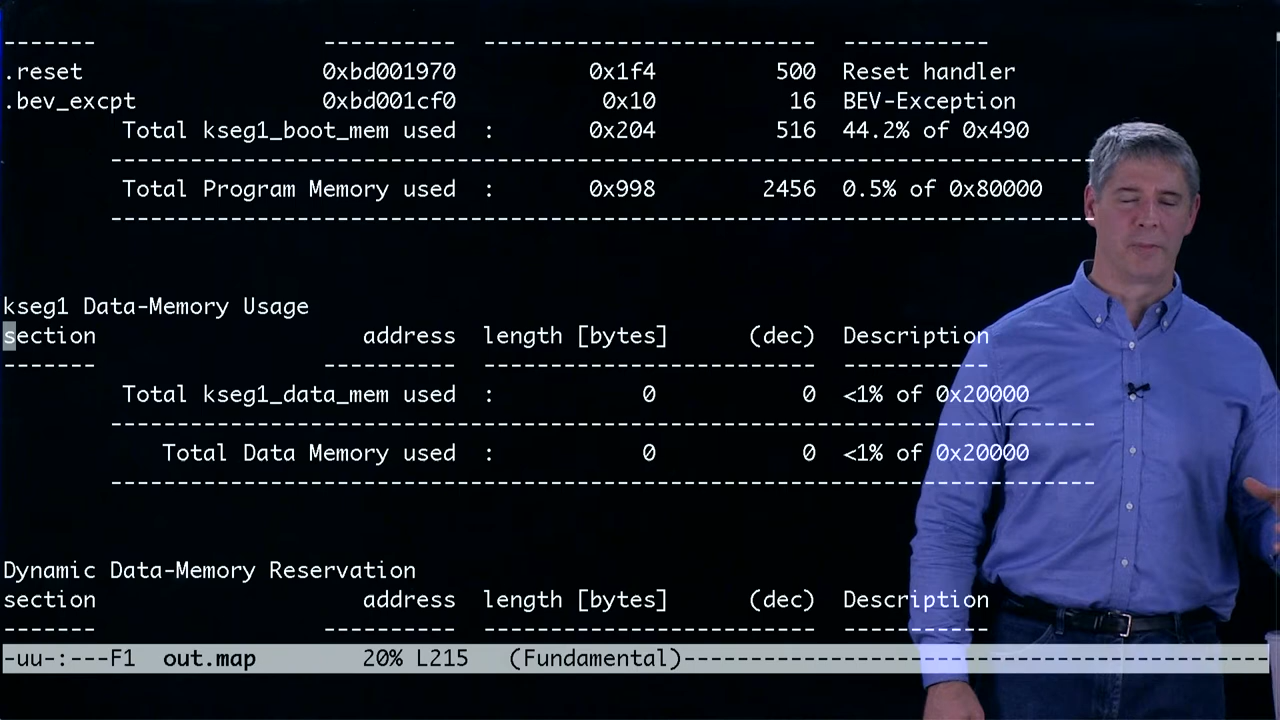 -------  ----------  -------------------------  -----------
.reset  0xbd001970  0x1f4  500  Reset handler
.bev_excpt  0xbd001cf0  0x10  16  BEV-Exception
Total kseg1_boot_mem used  :  0x204  516  44.2% of 0x490
--------------------------------------------------------------------------
Total Program Memory used  :  0x998  2456  0.5% of 0x80000
--------------------------------------------------------------------------
kseg1 Data-Memory Usage
section  address  length [bytes]  (dec)  Description
-------  ----------  -------------------------  -----------
Total kseg1_data_mem used  :  0  0  <1% of 0x20000
--------------------------------------------------------------------------
Total Data Memory used  :  0  0  <1% of 0x20000
--------------------------------------------------------------------------
Dynamic Data-Memory Reservation
section  address  length [bytes]  (dec)  Description
-------  ----------  -------------------------  -----------
-uu-:---F1  out.map  20% L215  (Fundamental)--------------------------------------------